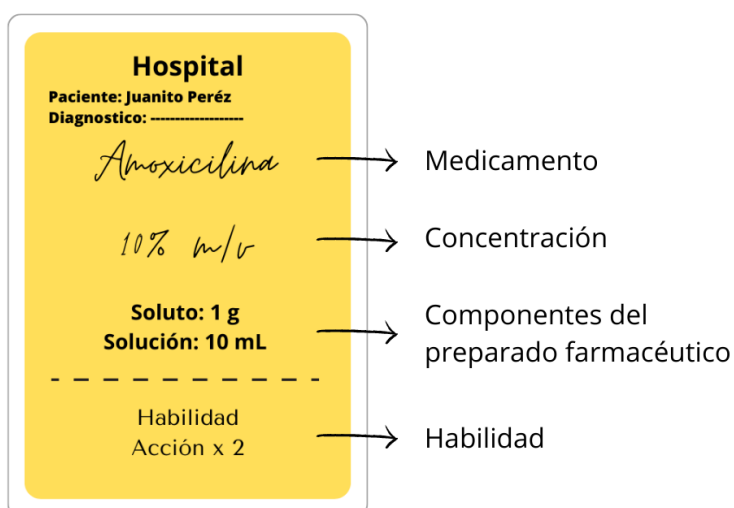 Hospital
Paciente: Juanito Peréz
Diagnostico: -------------------
Amoxicilina
Medicamento
10% m/v
Concentración
Soluto: 1 g
Solución: 10 mL
Componentes del
preparado farmacéutico
Habilidad
Acción x 2
Habilidad